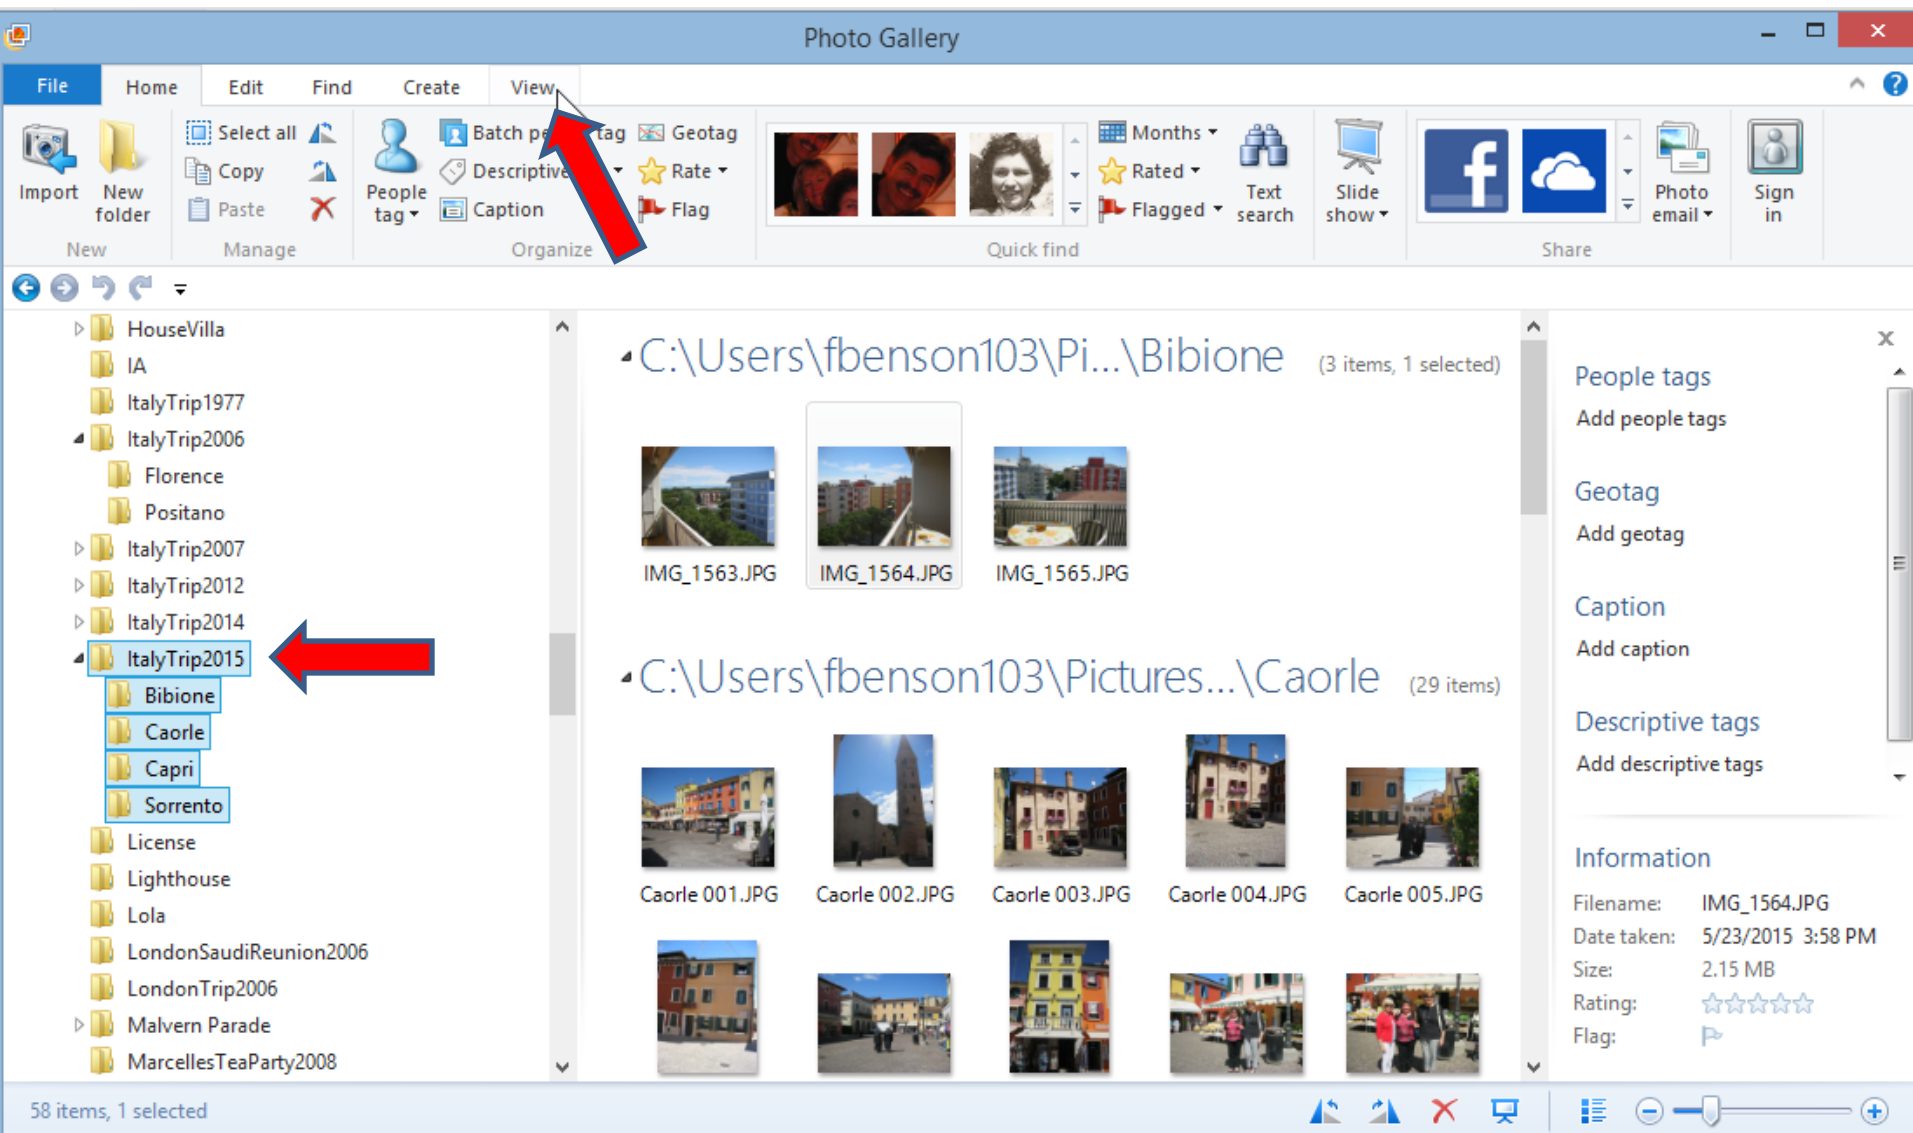 Photo Gallery
File Home Edit Find Create View
Import
New folder
New
Select all
Copy
Paste
Manage
People tag
Batch pe tag
Descriptive
Caption
Geotag
Rate
Flag
Organize
Months
Rated
Flagged
Text search
Quick find
Slide show
f
Photo email
Share
Sign in
HouseVilla
IA
ItalyTrip1977
ItalyTrip2006
Florence
Positano
ItalyTrip2007
ItalyTrip2012
ItalyTrip2014
ItalyTrip2015
Bibione
Caorle
Capri
Sorrento
License
Lighthouse
Lola
LondonSaudiReunion2006
LondonTrip2006
Malvern Parade
MarcellesTeaParty2008
C:\Users\fbenson103\Pi...\Bibione (3 items, 1 selected)
IMG_1563.JPG IMG_1564.JPG IMG_1565.JPG
C:\Users\fbenson103\Pictures...\Caorle (29 items)
Caorle 001.JPG Caorle 002.JPG Caorle 003.JPG Caorle 004.JPG Caorle 005.JPG
People tags
Add people tags
Geotag
Add geotag
Caption
Add caption
Descriptive tags
Add descriptive tags
Information
Filename: IMG_1564.JPG
Date taken: 5/23/2015 3:58 PM
Size: 2.15 MB
Rating:
Flag:
58 items, 1 selected